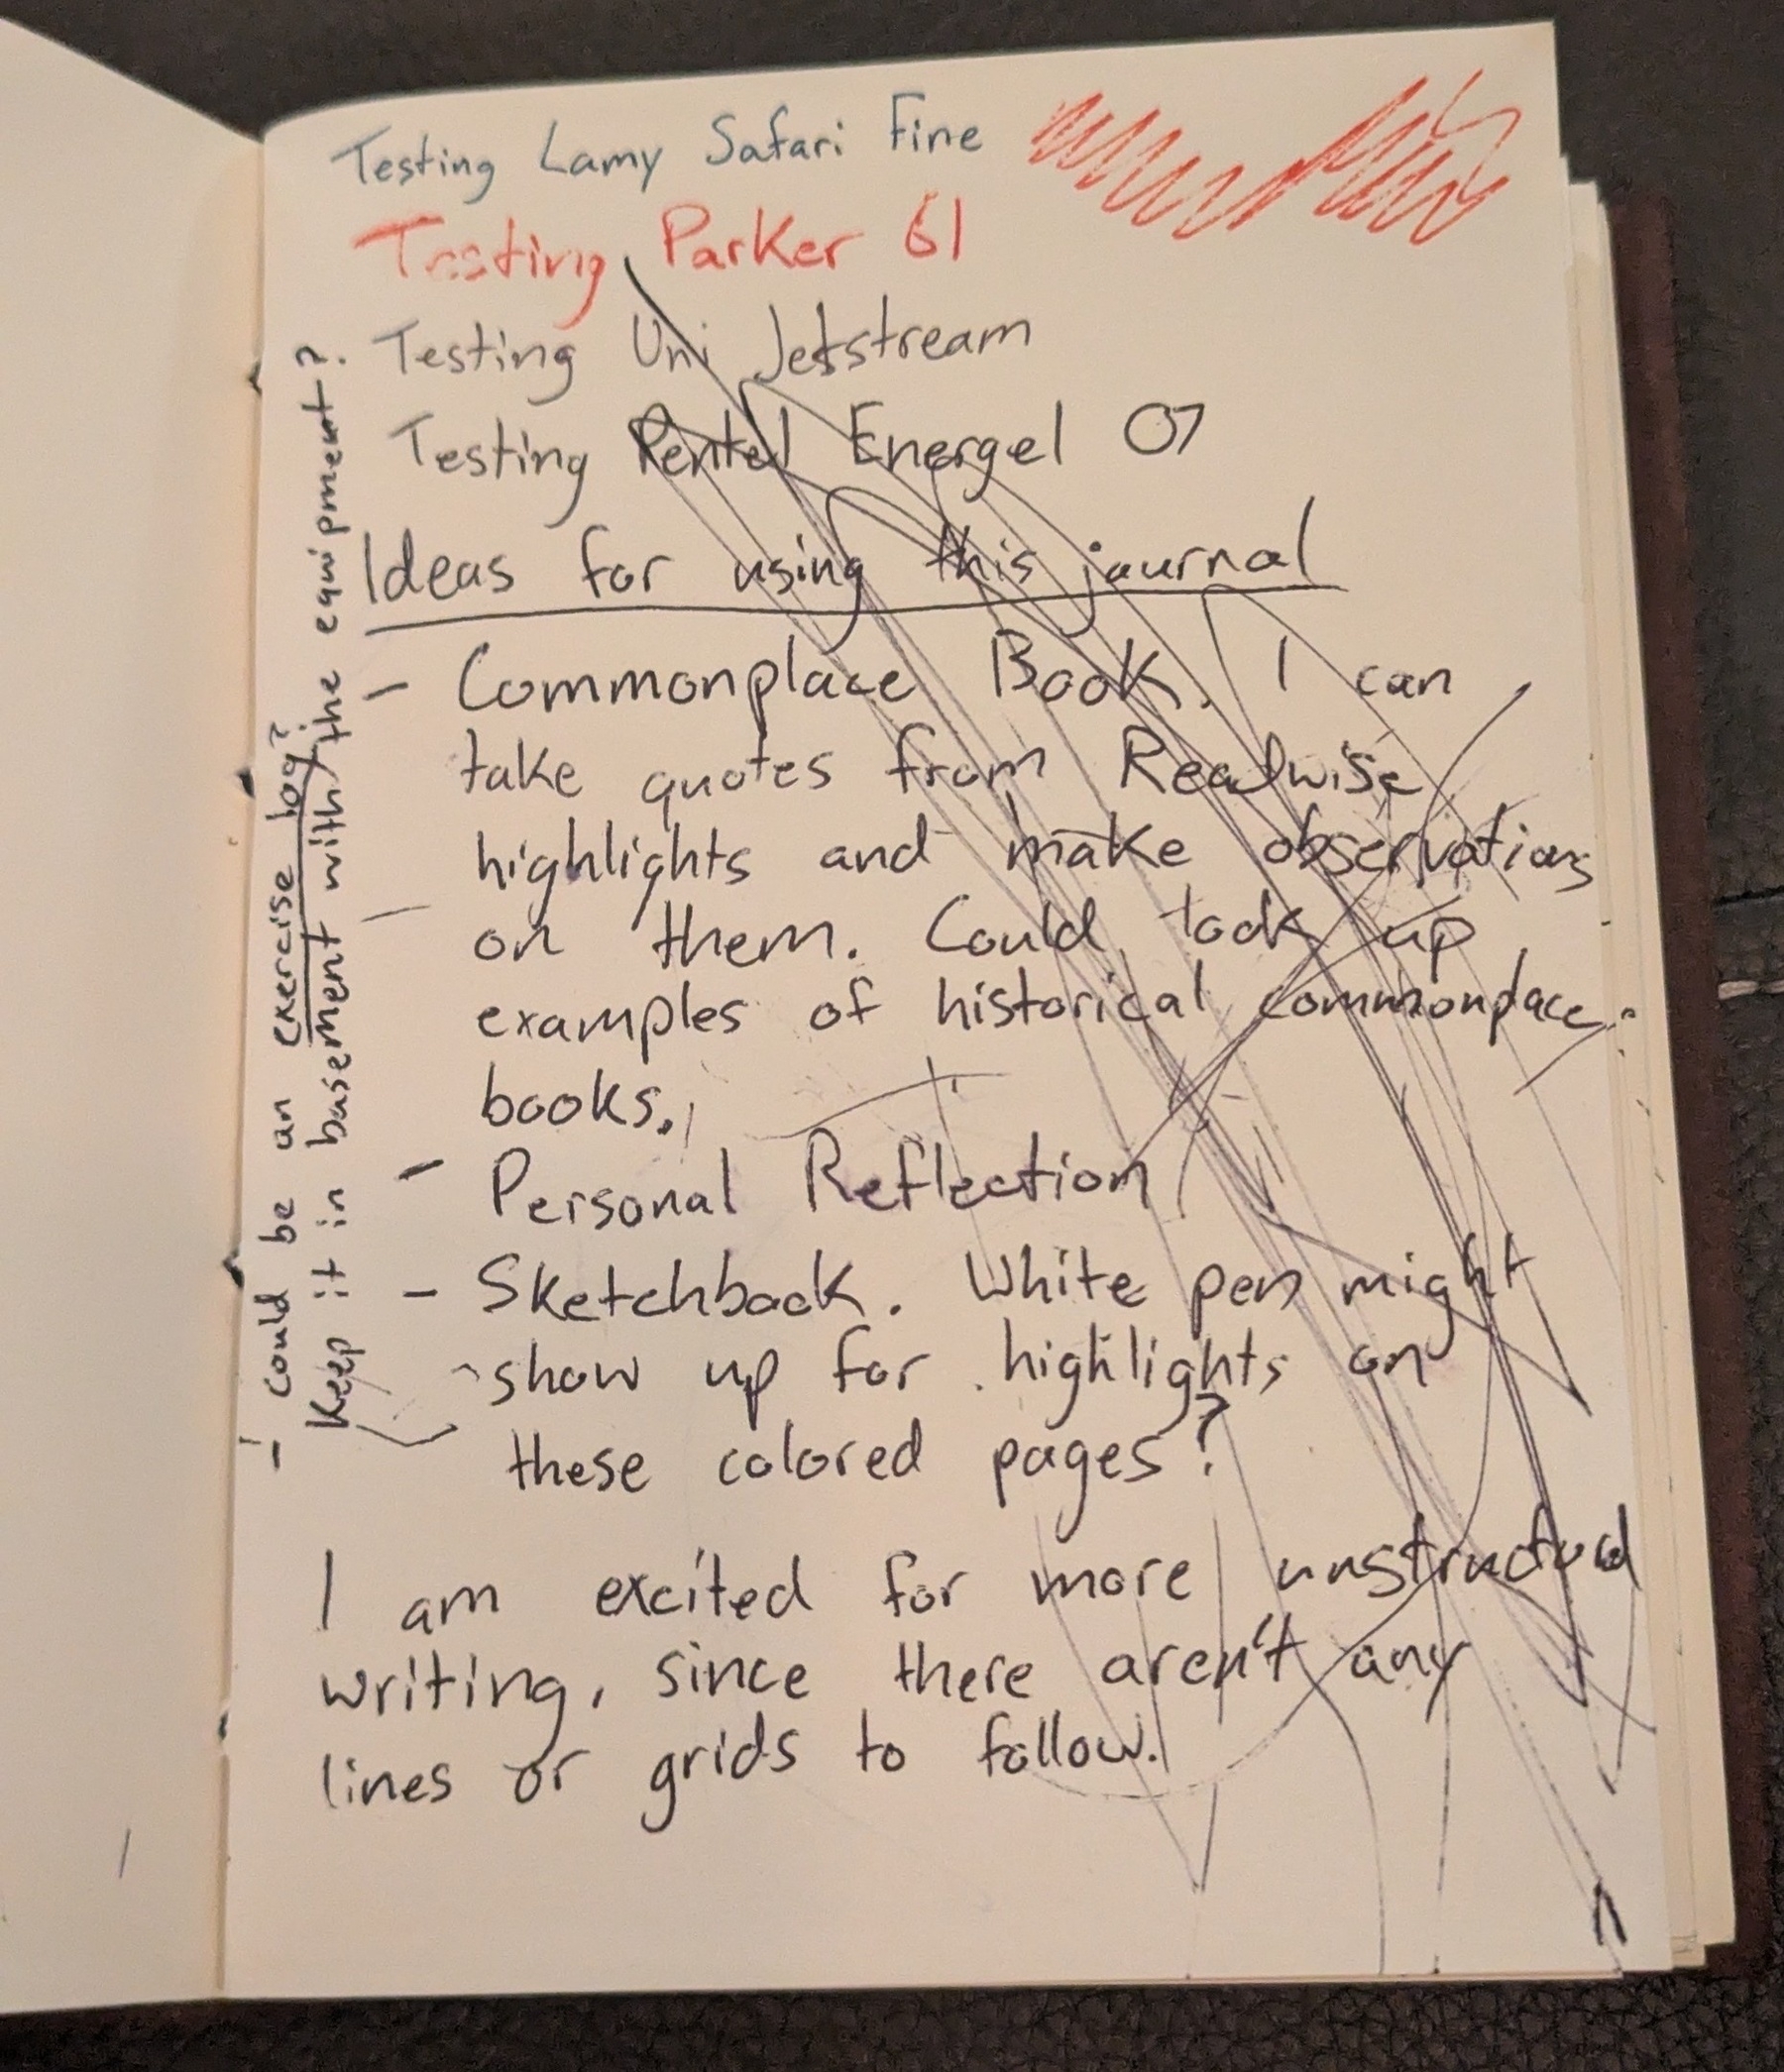 Testing Lamy Safari Fine
Testing Parker 61
Testing Uni Jetstream
Testing Pentel Energel 07
Ideas for using this journal
- Commonplace Book. I can
take quotes from Readwise
highlights and make observations
on them. Could look up
examples of historical commonplace
books.
- Personal Reflection
- Sketchbook. White pen might
show up for highlights on
these colored pages?
I am excited for more unstructured
writing, since there aren't any
lines or grids to follow.
- could be an exercise log?
Keep it in basement with the equipment?